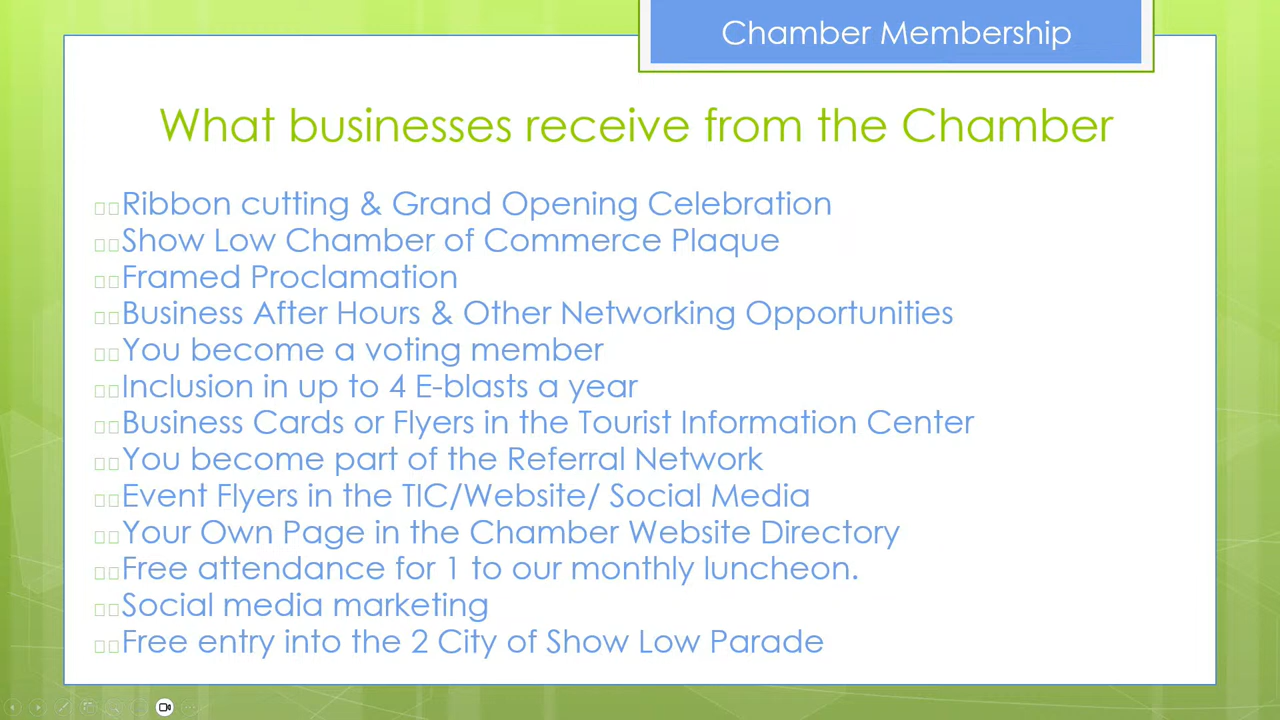 Chamber Membership
What businesses receive from the Chamber
Ribbon cutting & Grand Opening Celebration
Show Low Chamber of Commerce Plaque
Framed Proclamation
Business After Hours & Other Networking Opportunities
You become a voting member
Inclusion in up to 4 E-blasts a year
Business Cards or Flyers in the Tourist Information Center
You become part of the Referral Network
Event Flyers in the TIC/Website/ Social Media
Your Own Page in the Chamber Website Directory
Free attendance for 1 to our monthly luncheon.
Social media marketing
Free entry into the 2 City of Show Low Parade